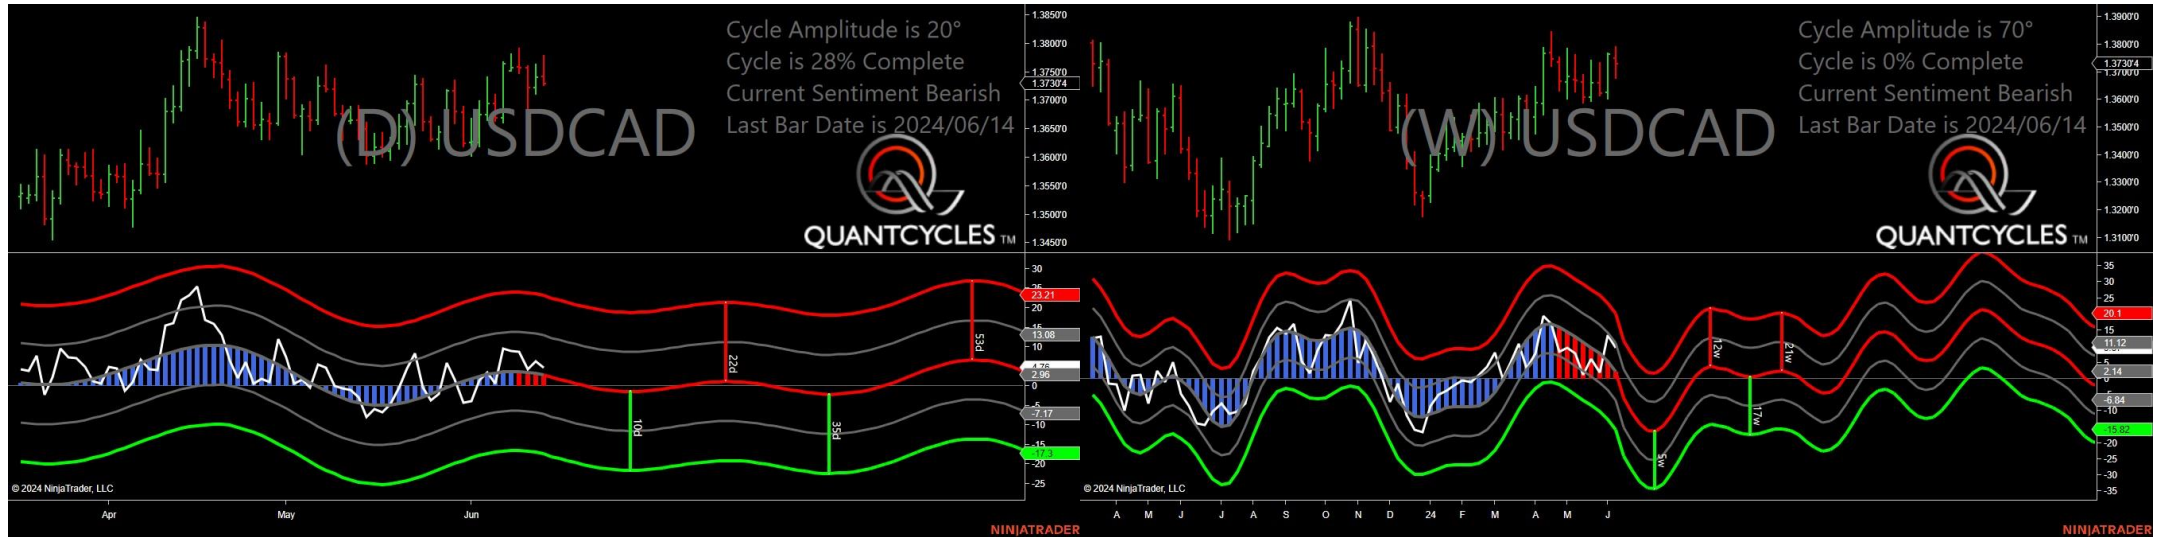 Cycle Amplitude is 20°
Cycle is 28% Complete
Current Sentiment Bearish
Last Bar Date is 2024/06/14
(D) USDCAD
QUANTCYCLES TM
1.3850'0
1.3800'0
1.3750'0
1.3730'4
1.3700'0
1.3650'0
1.3600'0
1.3550'0
1.3500'0
1.3450'0
30
25
23.21
20
15
13.08
10
4.76
2.96
0
-5
-7.17
-10
-15
-17.3
-20
-25
10d
22d
35d
53d
© 2024 NinjaTrader, LLC
Apr May Jun
NINJATRADER
Cycle Amplitude is 70°
Cycle is 0% Complete
Current Sentiment Bearish
Last Bar Date is 2024/06/14
(W) USDCAD
QUANTCYCLES TM
1.3900'0
1.3800'0
1.3730'4
1.3700'0
1.3600'0
1.3500'0
1.3400'0
1.3300'0
1.3200'0
1.3100'0
35
30
25
20.1
15
11.12
2.14
0
-6.84
-10
-15.82
-20
-25
-30
-35
5w
12w
17w
21w
© 2024 NinjaTrader, LLC
A M J J A S O N D 24 F M A M J
NINJATRADER